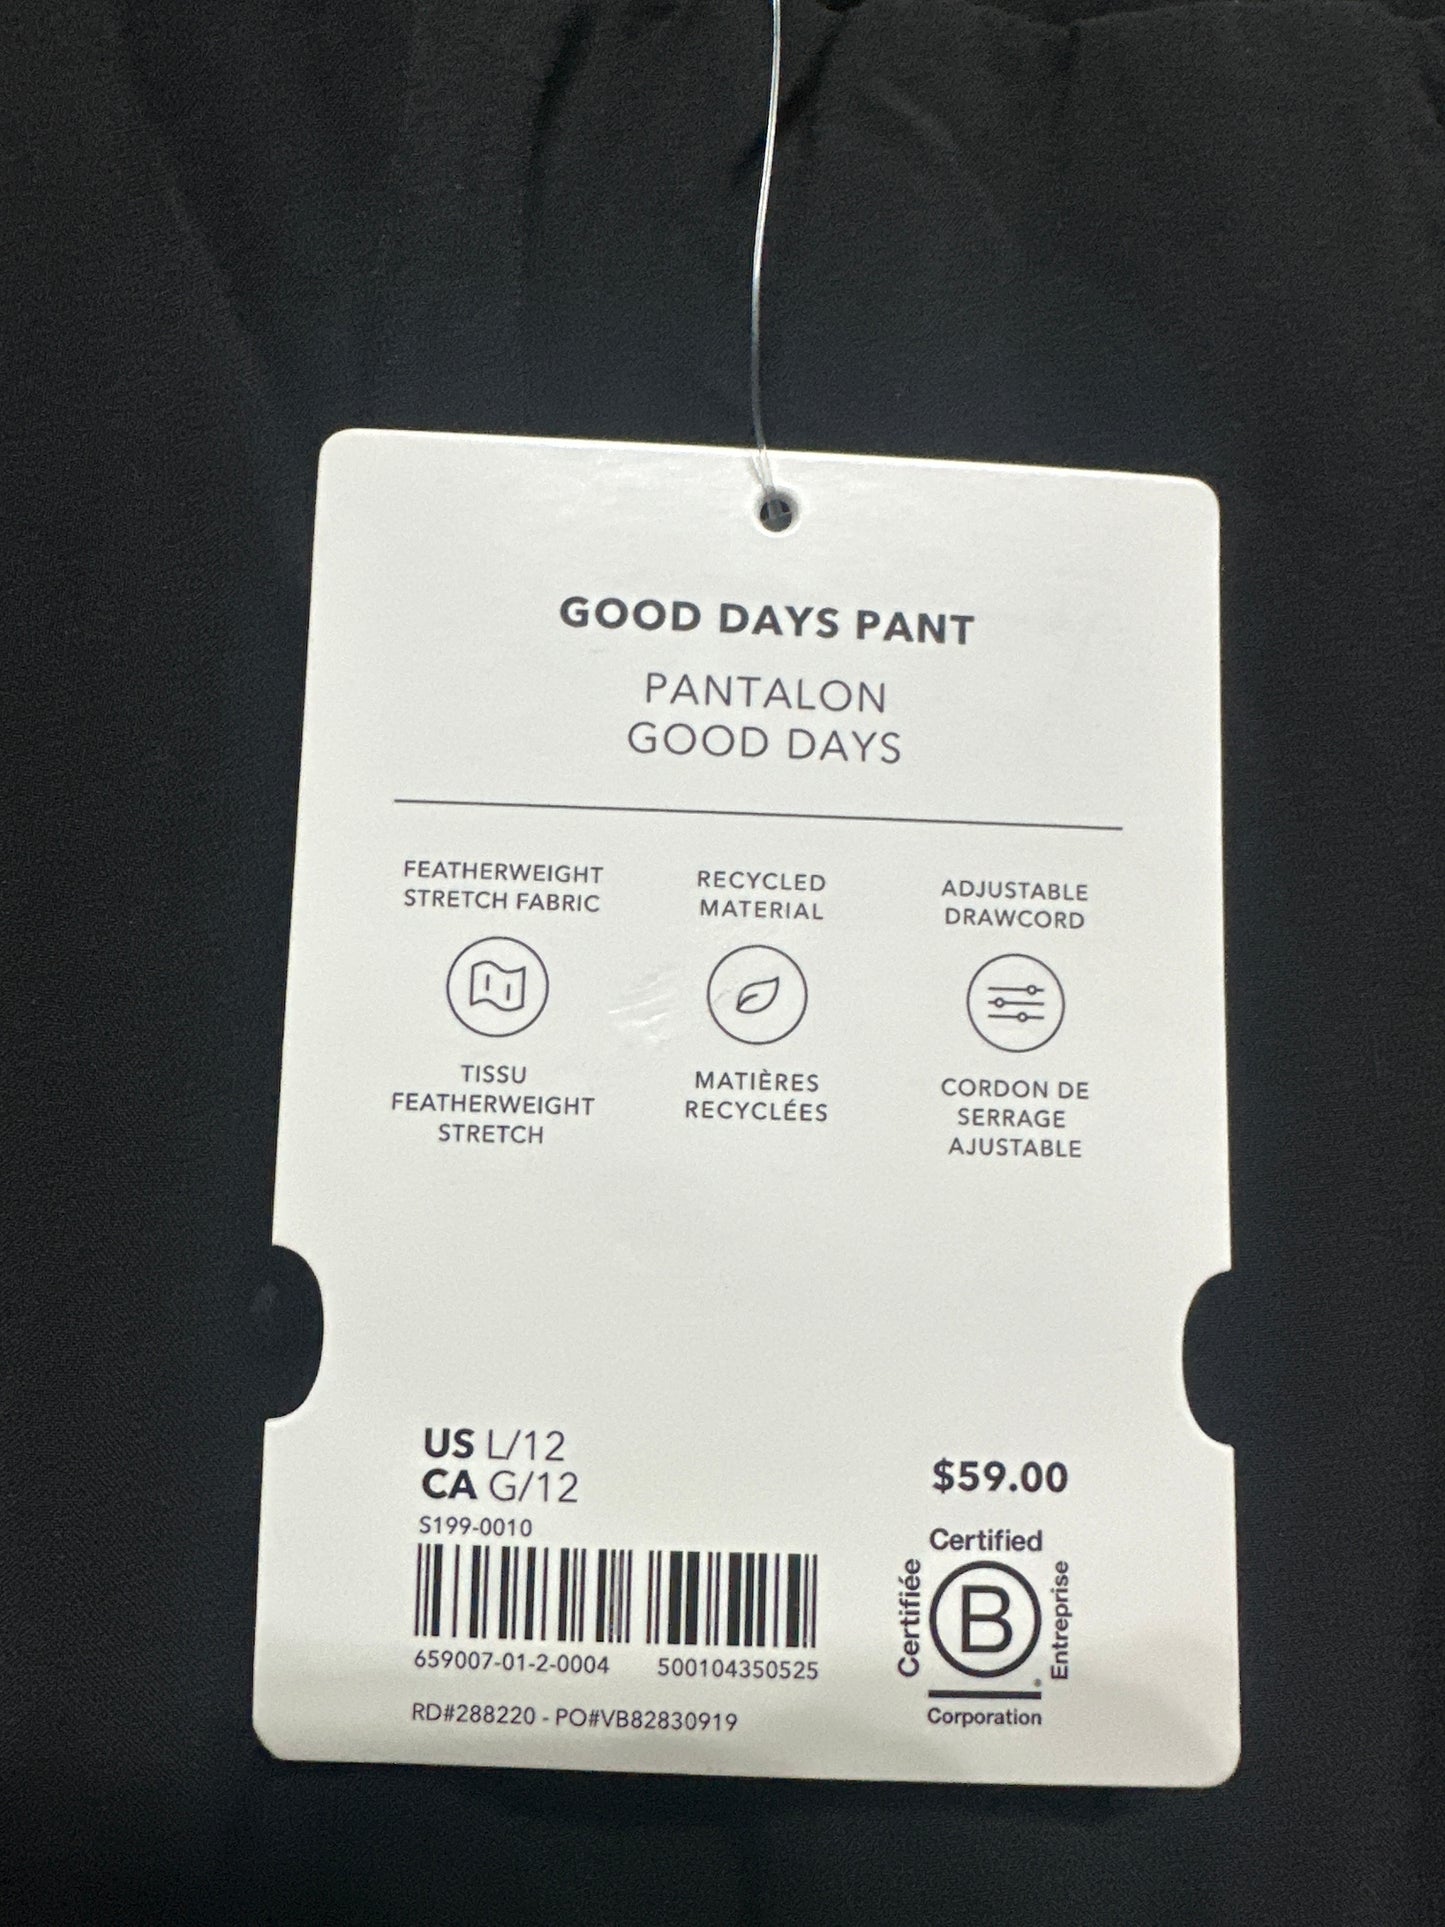 GOOD DAYS PANT
PANTALON
GOOD DAYS
FEATHERWEIGHT
STRETCH FABRIC
TISSU
FEATHERWEIGHT
STRETCH
RECYCLED
MATERIAL
MATIÈRES
RECYCLÉES
ADJUSTABLE
DRAWCORD
CORDON DE
SERRAGE
AJUSTABLE
US L/12
CA G/12
S199-0010
659007-01-2-0004 500104350525
RD#288220 - PO#VB82830919
$59.00
Certified
Certifiée
B
Entreprise
Corporation